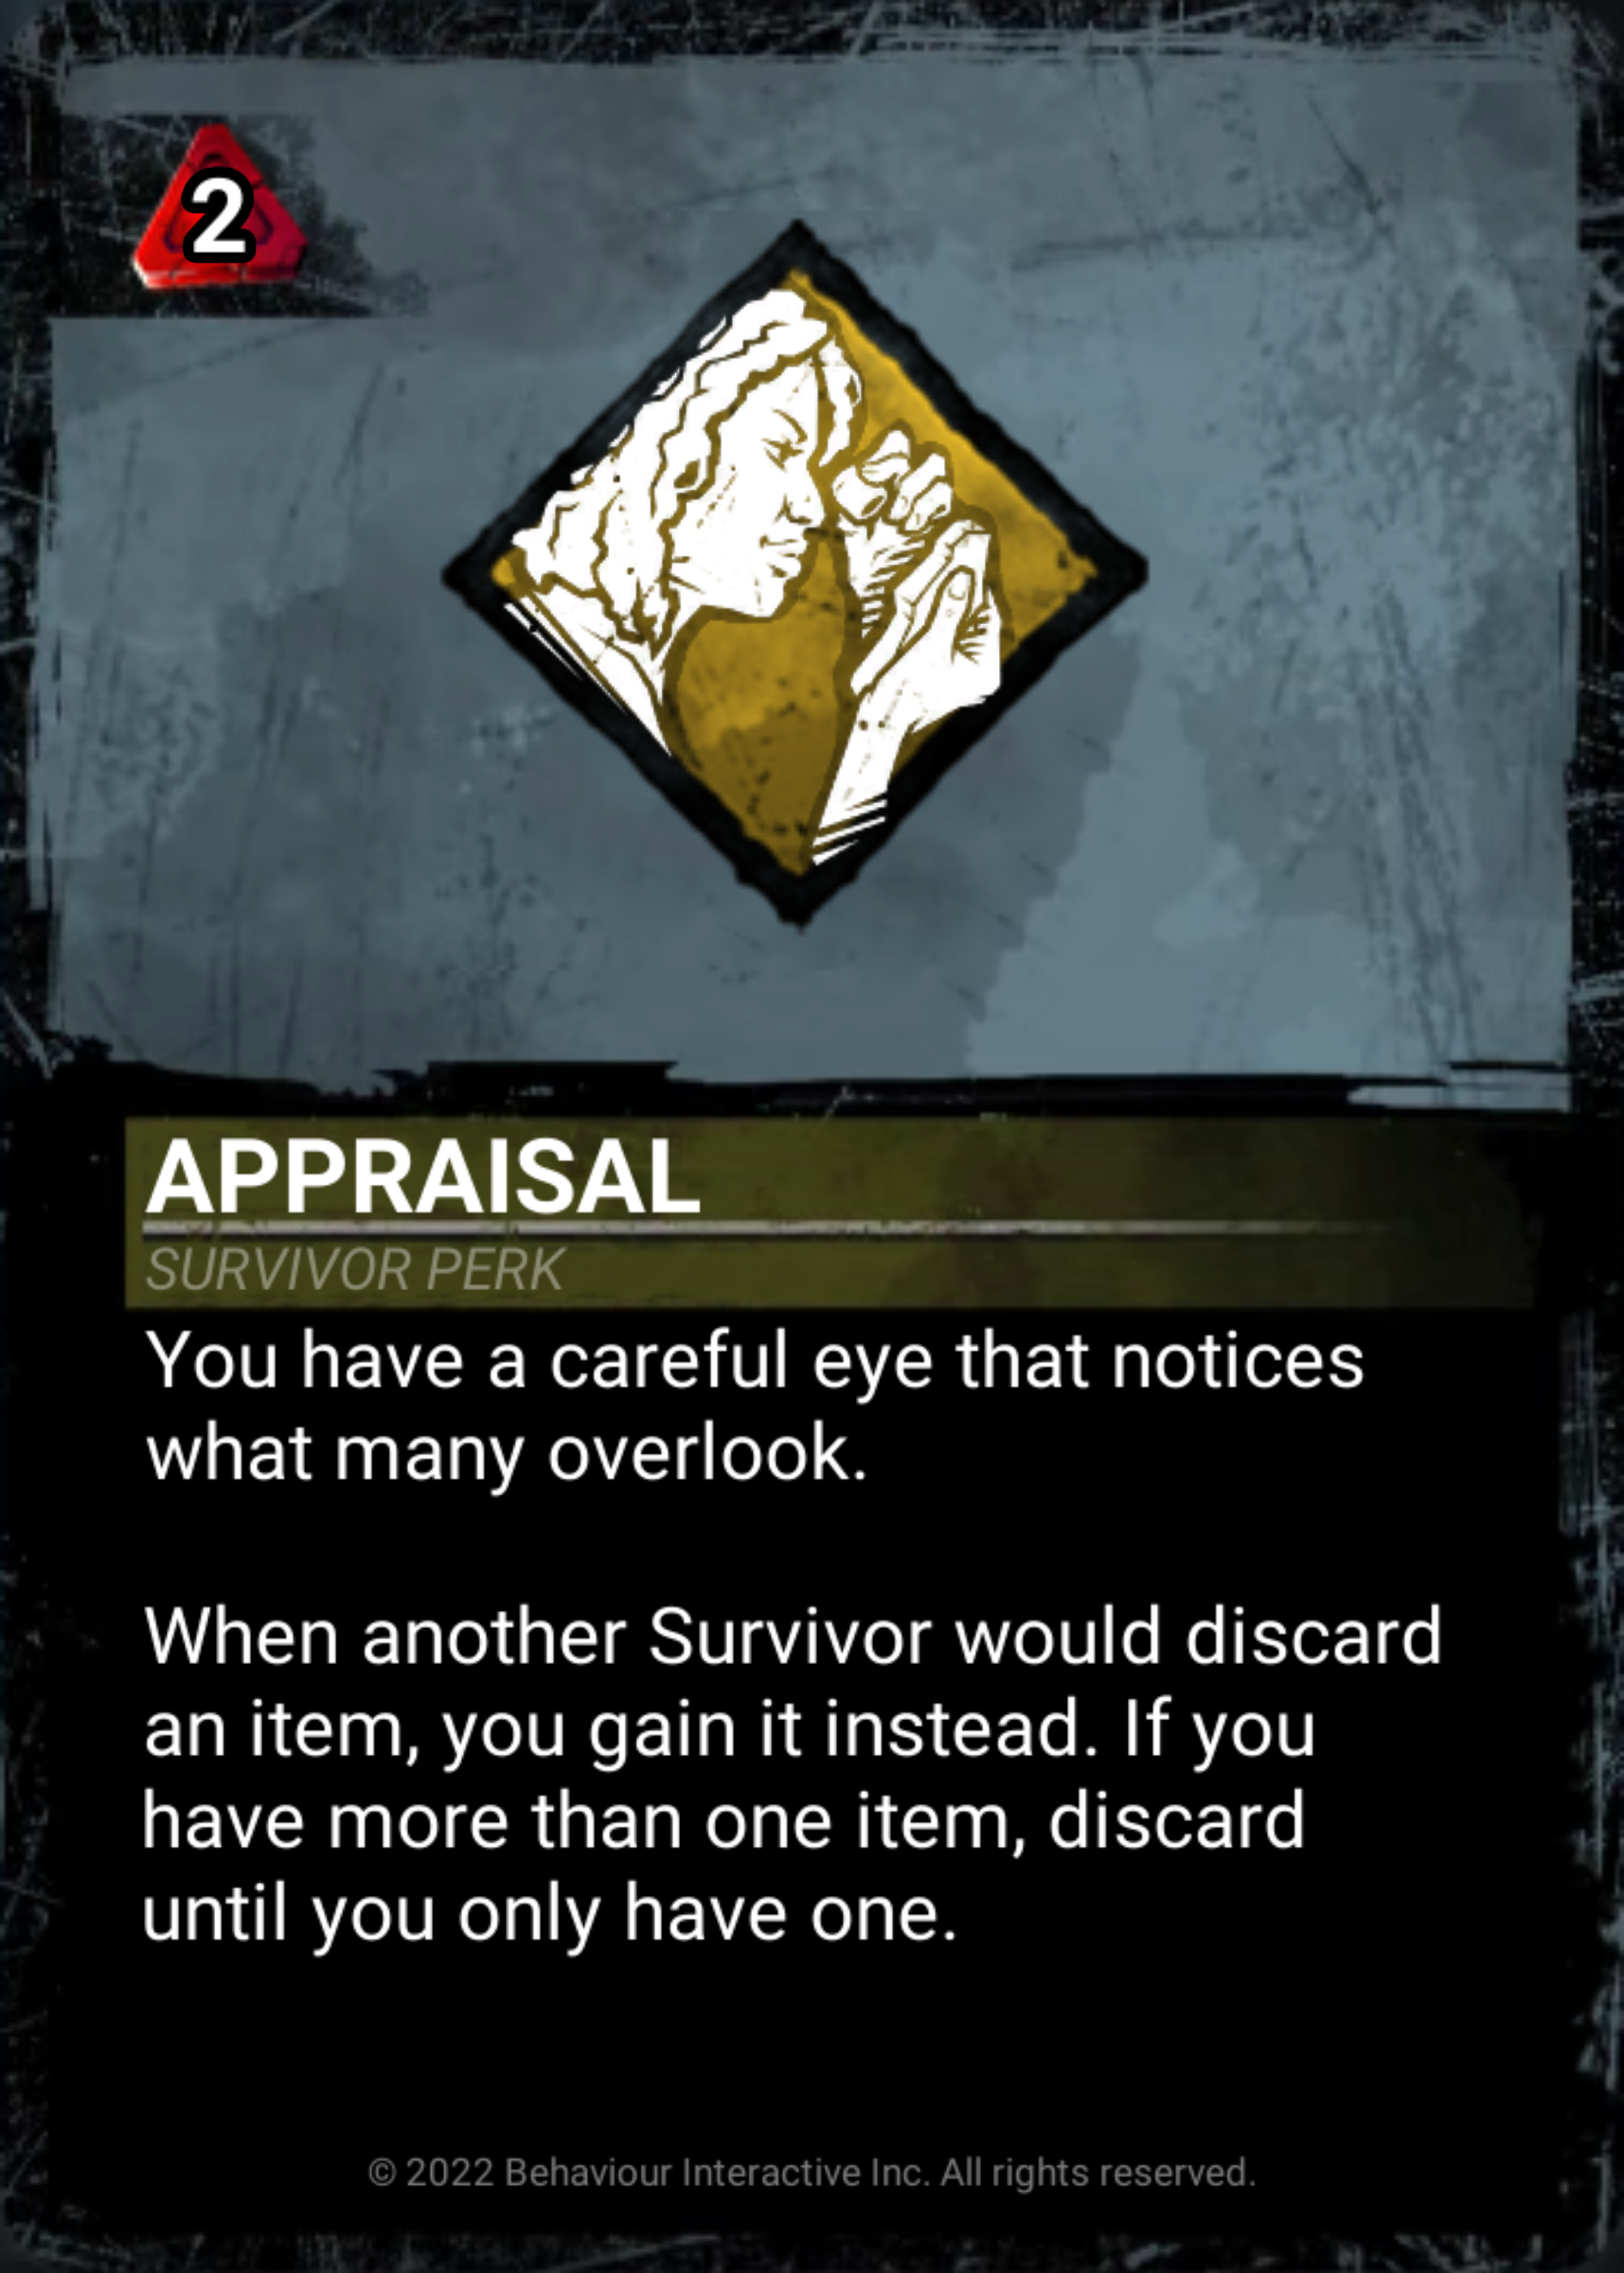 2
APPRAISAL
SURVIVOR PERK
You have a careful eye that notices
what many overlook.
When another Survivor would discard
an item, you gain it instead. If you
have more than one item, discard
until you only have one.
© 2022 Behaviour Interactive Inc. All rights reserved.